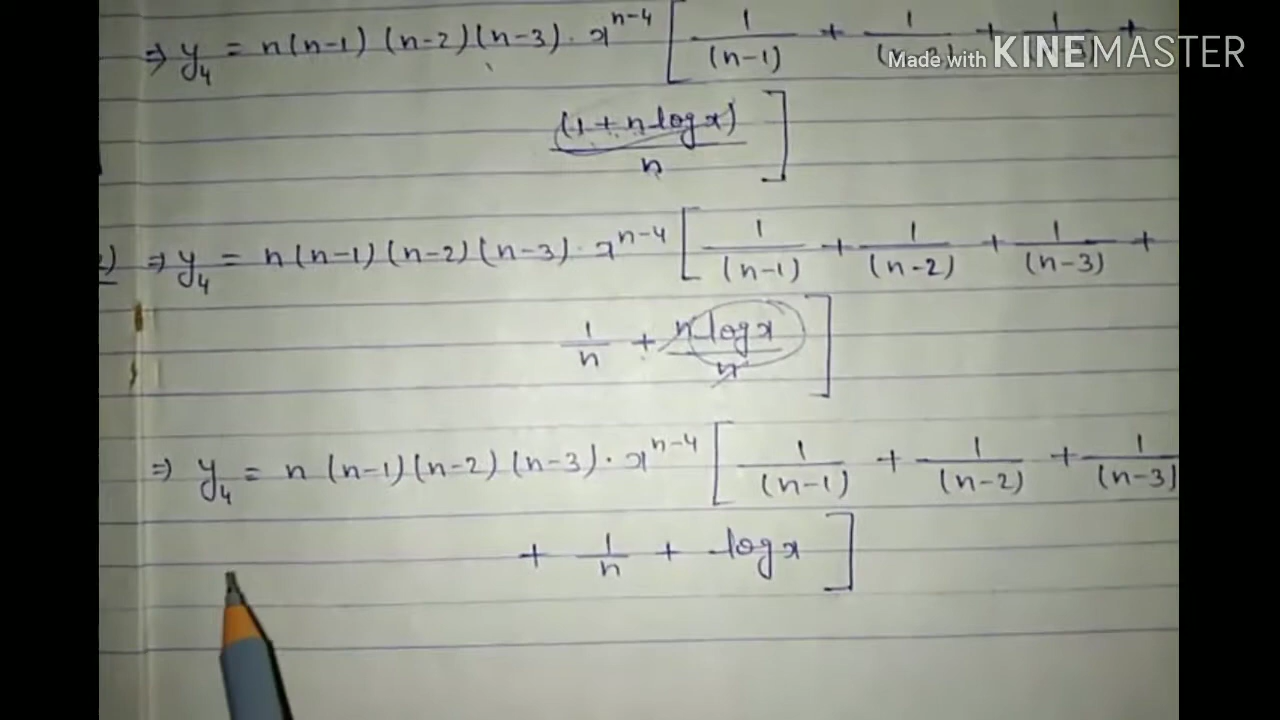 ⇒ y₄ = n(n-1) (n-2)(n-3) · x^(n-4) [ 1/(n-1) + 1/ + 1/ +
Made with KINEMASTER
(1 + n log x)/n ]
⇒ y₄ = n(n-1)(n-2)(n-3) · x^(n-4) [ 1/(n-1) + 1/(n-2) + 1/(n-3) +
1/n + n log x/n ]
⇒ y₄ = n (n-1)(n-2) (n-3) · x^(n-4) [ 1/(n-1) + 1/(n-2) + 1/(n-3)
+ 1/n + log x ]